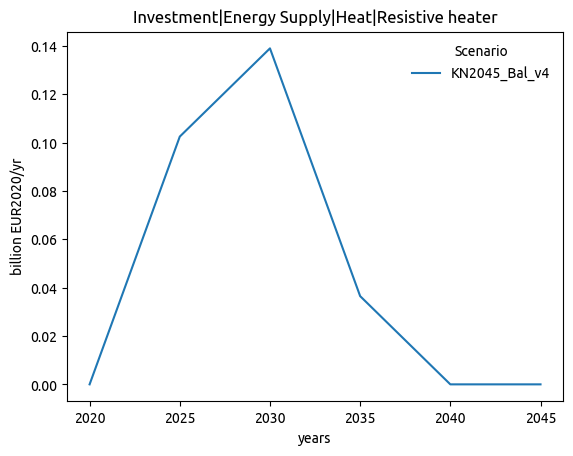 Investment|Energy Supply|Heat|Resistive heater
Scenario
KN2045_Bal_v4
billion EUR2020/yr
0.14
0.12
0.10
0.08
0.06
0.04
0.02
0.00
2020 2025 2030 2035 2040 2045
years